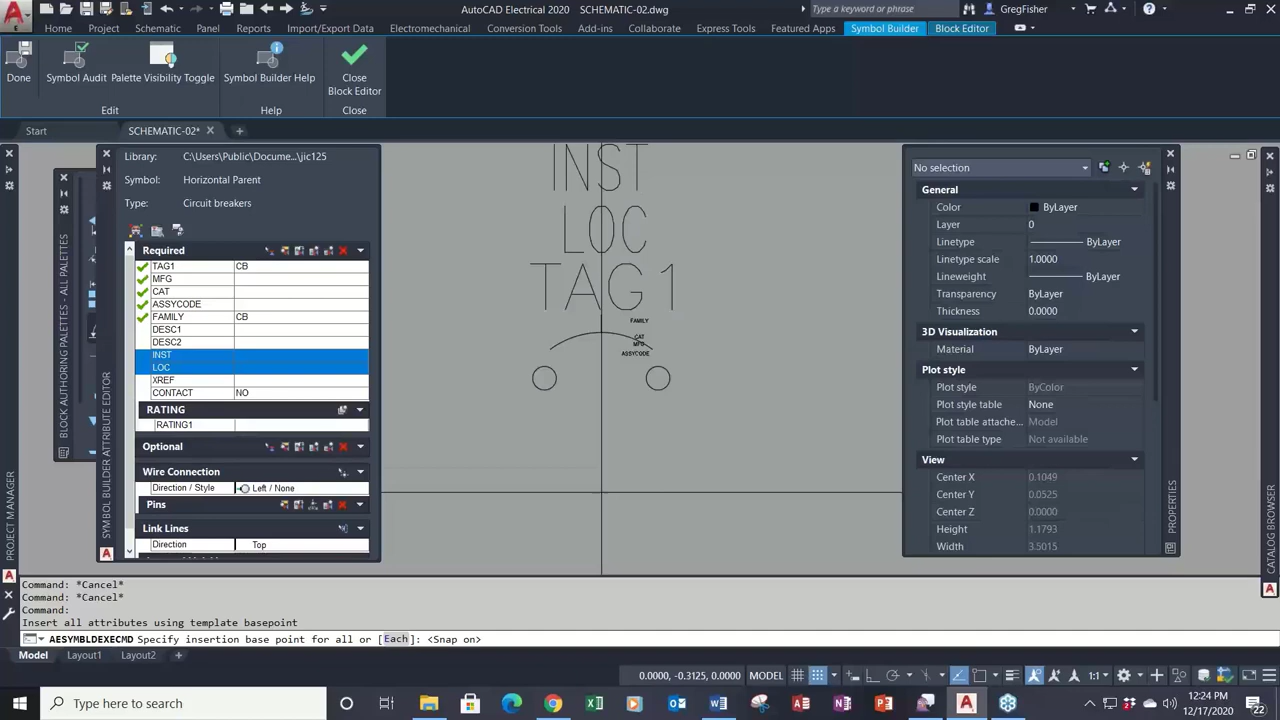 AutoCAD Electrical 2020 SCHEMATIC-02.dwg
Type a keyword or phrase
GregFisher
Home Project Schematic Panel Reports Import/Export Data Electromechanical Conversion Tools Add-ins Collaborate Express Tools Featured Apps Symbol Builder Block Editor
Done
Symbol Audit
Palette Visibility Toggle
Symbol Builder Help
Close
Block Editor
Edit
Help
Close
Start
SCHEMATIC-02*
Library: C:\Users\Public\Docume...\jic125
Symbol: Horizontal Parent
Type: Circuit breakers
Required
TAG1 CB
MFG
CAT
ASSYCODE
FAMILY CB
DESC1
DESC2
INST
LOC
XREF
CONTACT NO
RATING
RATING1
Optional
Wire Connection
Direction / Style Left / None
Pins
Link Lines
Direction Top
PROJECT MANAGER
BLOCK AUTHORING PALETTES - ALL PALETTES
SYMBOL BUILDER ATTRIBUTE EDITOR
INST
LOC
TAG1
FAMILY
CAT
MFG
ASSYCODE
No selection
General
Color ByLayer
Layer 0
Linetype ByLayer
Linetype scale 1.0000
Lineweight ByLayer
Transparency ByLayer
Thickness 0.0000
3D Visualization
Material ByLayer
Plot style
Plot style ByColor
Plot style table None
Plot table attache... Model
Plot table type Not available
View
Center X 0.1049
Center Y 0.0525
Center Z 0.0000
Height 1.1793
Width 3.5015
PROPERTIES
CATALOG BROWSER
Command: *Cancel*
Command: *Cancel*
Command:
Insert all attributes using template basepoint
AESYMBLDEXECMD Specify insertion base point for all or [Each]: <Snap on>
Model Layout1 Layout2
0.0000, -0.3125, 0.0000 MODEL
1:1
Type here to search
12:24 PM
12/17/2020
22